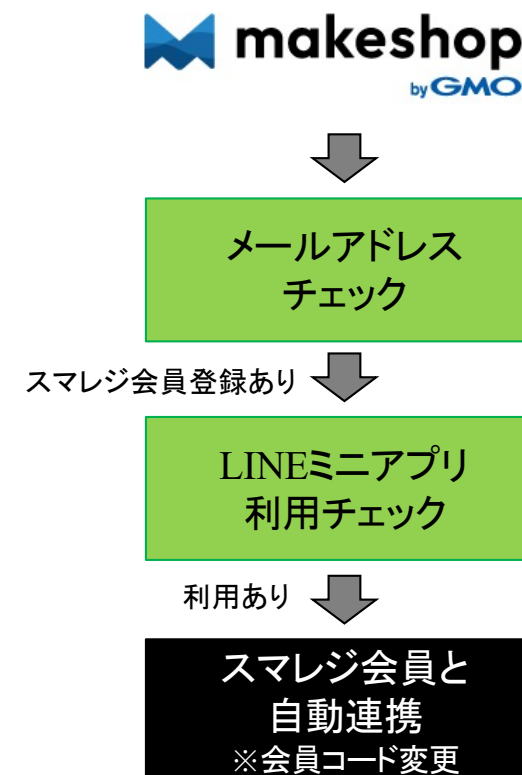 makeshop
by GMO
メールアドレス
チェック
スマレジ会員登録あり
LINEミニアプリ
利用チェック
利用あり
スマレジ会員と
自動連携
※会員コード変更